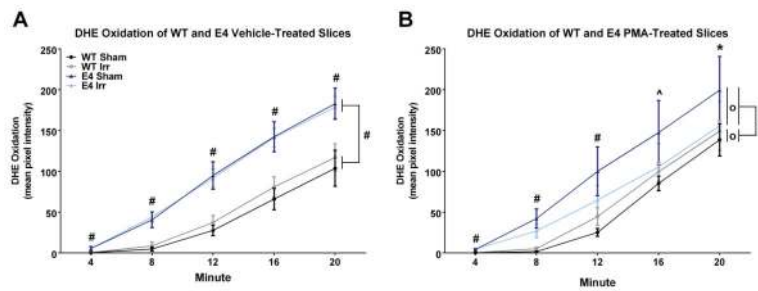 A
DHE Oxidation of WT and E4 Vehicle-Treated Slices
250
200
150
100
50
0
DHE Oxidation
(mean pixel intensity)
WT Sham
WT Irr
E4 Sham
E4 Irr
#
#
#
#
#
#
4
8
12
16
20
Minute
B
DHE Oxidation of WT and E4 PMA-Treated Slices
250
200
150
100
50
0
DHE Oxidation
(mean pixel intensity)
#
#
#
^
*
o
o
4
8
12
16
20
Minute